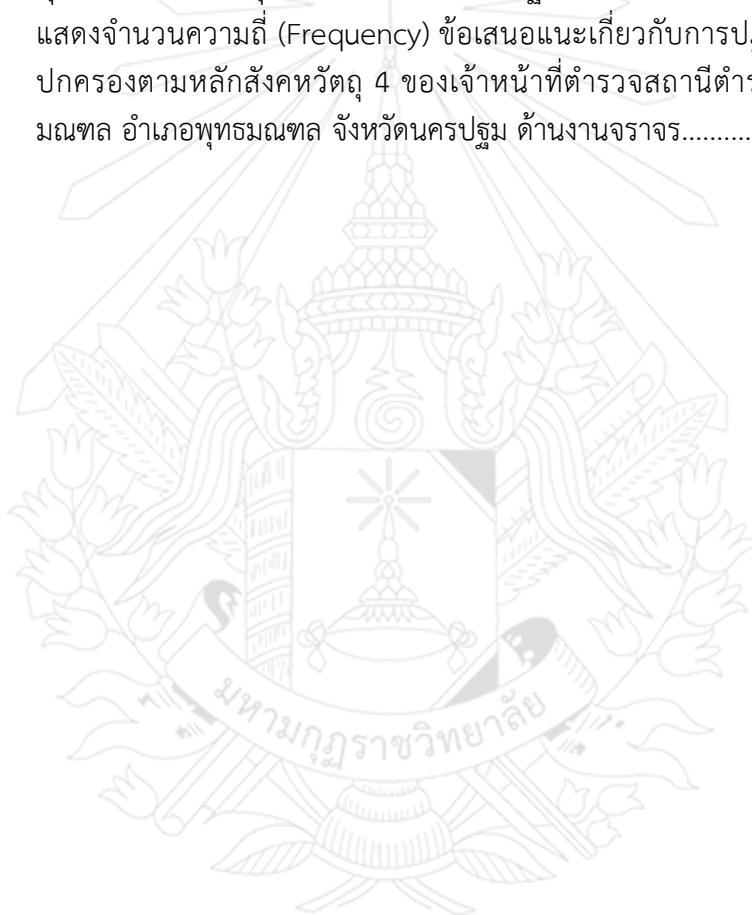 แสดงจำนวนความถี่ (Frequency) ข้อเสนอแนะเกี่ยวกับการป
ปกครองตามหลักสังคหวัตถุ 4 ของเจ้าหน้าที่ตำรวจสถานีตำร
มณฑล อำเภอพุทธมณฑล จังหวัดนครปฐม ด้านงานจราจร...........
มหามกุฏราชวิทยาลัย